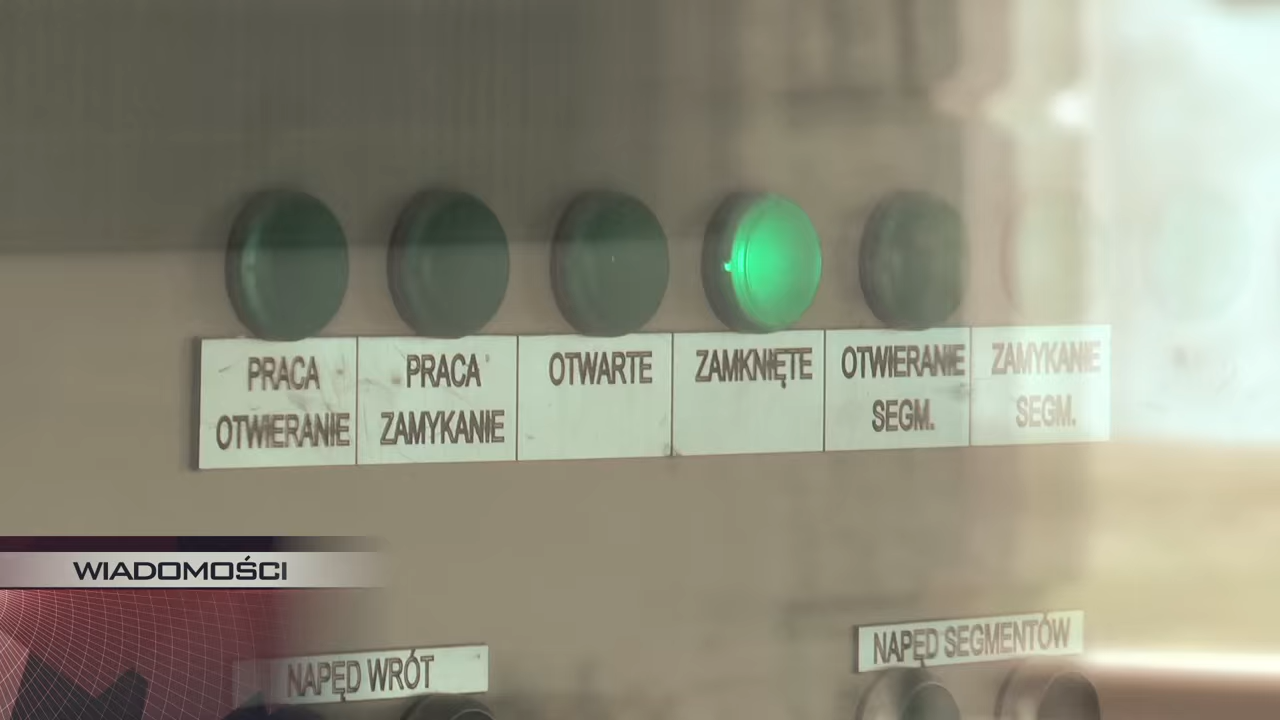 PRACA
OTWIERANIE
PRACA
ZAMYKANIE
OTWARTE
ZAMKNIĘTE
OTWIERANIE
SEGM.
ZAMYKANIE
SEGM.
WIADOMOŚCI
NAPĘD WRÓT
NAPĘD SEGMENTÓW